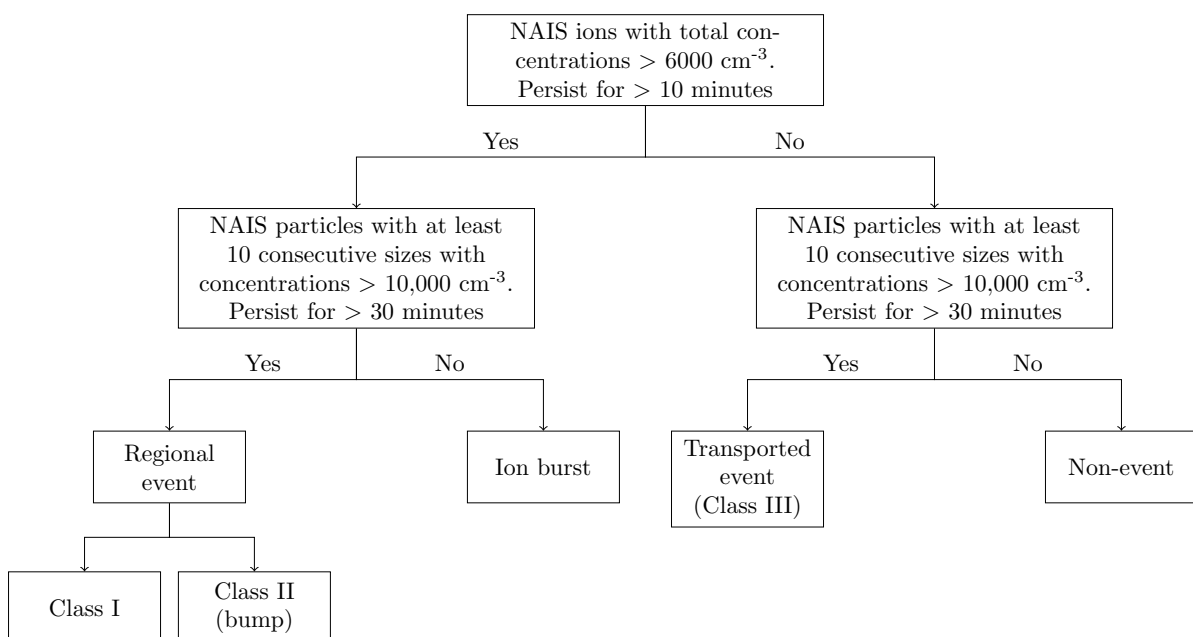 NAIS ions with total con-
centrations > 6000 cm⁻³.
Persist for > 10 minutes
Yes
No
NAIS particles with at least
10 consecutive sizes with
concentrations > 10,000 cm⁻³.
Persist for > 30 minutes
NAIS particles with at least
10 consecutive sizes with
concentrations > 10,000 cm⁻³.
Persist for > 30 minutes
Yes
No
Yes
No
Regional
event
Ion burst
Transported
event
(Class III)
Non-event
Class I
Class II
(bump)